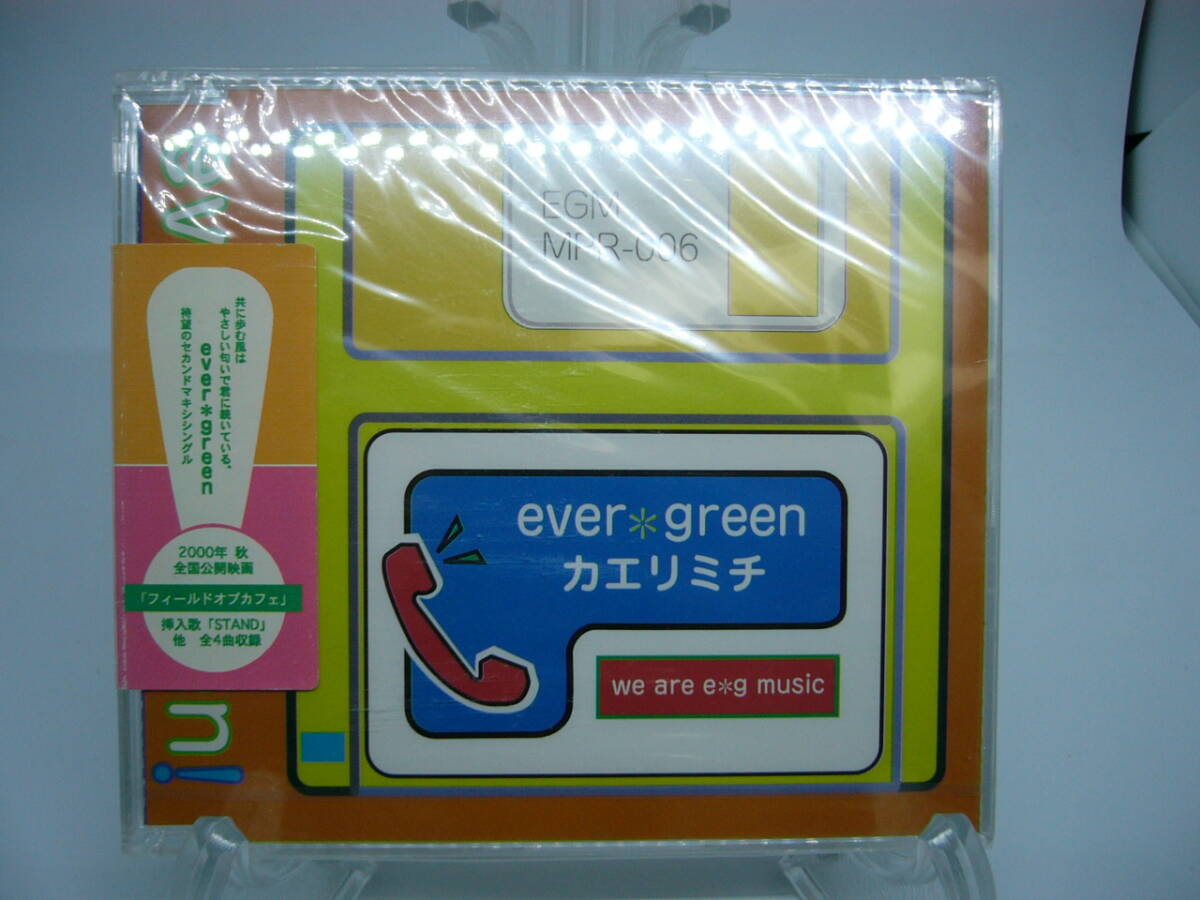 EGM
MPR-006
ever*green
カエリミチ
we are e*g music
共に歩む風は
やさしい匂いで君に続いている。
ever*green
待望のセカンドマキシシングル
2000年 秋
全国公開映画
「フィールドオブカフェ」
挿入歌「STAND」
他 全4曲収録
ev
n!